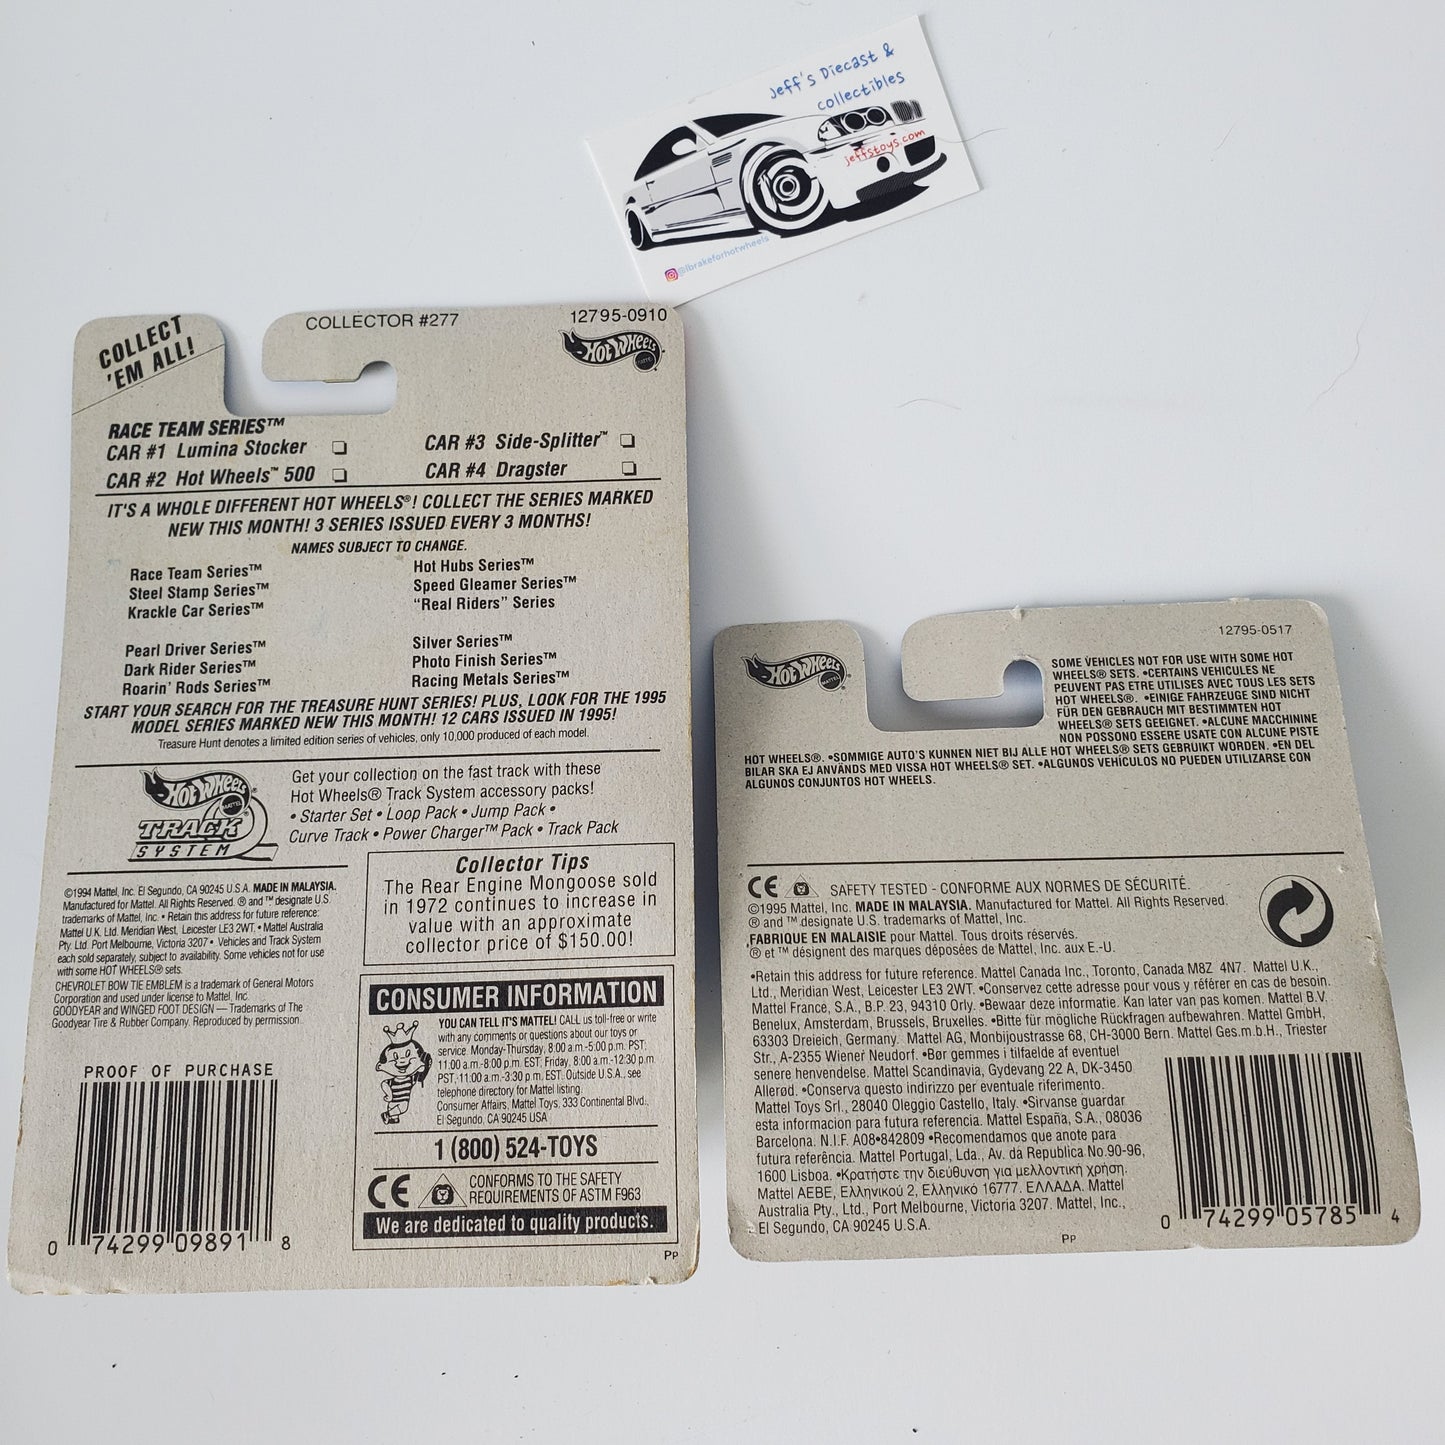 Jeff's Diecast &
collectibles
jeffstoys.com
@Ibrakeforhotwheels
COLLECT
'EM ALL!
COLLECTOR #277
12795-0910
HOT WHEELS
MATTEL
RACE TEAM SERIES™
CAR #1 Lumina Stocker
CAR #2 Hot Wheels™ 500
CAR #3 Side-Splitter™
CAR #4 Dragster
IT'S A WHOLE DIFFERENT HOT WHEELS®! COLLECT THE SERIES MARKED
NEW THIS MONTH! 3 SERIES ISSUED EVERY 3 MONTHS!
NAMES SUBJECT TO CHANGE.
Race Team Series™
Steel Stamp Series™
Krackle Car Series™
Hot Hubs Series™
Speed Gleamer Series™
"Real Riders" Series
Pearl Driver Series™
Dark Rider Series™
Roarin' Rods Series™
Silver Series™
Photo Finish Series™
Racing Metals Series™
START YOUR SEARCH FOR THE TREASURE HUNT SERIES! PLUS, LOOK FOR THE 1995
MODEL SERIES MARKED NEW THIS MONTH! 12 CARS ISSUED IN 1995!
Treasure Hunt denotes a limited edition series of vehicles, only 10,000 produced of each model.
HOT WHEELS
MATTEL
TRACK
SYSTEM
Get your collection on the fast track with these
Hot Wheels® Track System accessory packs!
• Starter Set • Loop Pack • Jump Pack •
Curve Track • Power Charger™ Pack • Track Pack
©1994 Mattel, Inc. El Segundo, CA 90245 U.S.A. MADE IN MALAYSIA.
Manufactured for Mattel. All Rights Reserved. ® and ™ designate U.S.
trademarks of Mattel, Inc. • Retain this address for future reference:
Mattel U.K. Ltd. Meridian West, Leicester LE3 2WT. • Mattel Australia
Pty. Ltd. Port Melbourne, Victoria 3207 • Vehicles and Track System
each sold separately, subject to availability. Some vehicles not for use
with some HOT WHEELS® sets.
CHEVROLET BOW TIE EMBLEM is a trademark of General Motors
Corporation and used under license to Mattel, Inc.
GOODYEAR and WINGED FOOT DESIGN — Trademarks of The
Goodyear Tire & Rubber Company. Reproduced by permission.
PROOF OF PURCHASE
0 74299 09891 8
Collector Tips
The Rear Engine Mongoose sold
in 1972 continues to increase in
value with an approximate
collector price of $150.00!
CONSUMER INFORMATION
YOU CAN TELL IT'S MATTEL! CALL us toll-free or write
with any comments or questions about our toys or
service. Monday-Thursday, 8:00 a.m.-5:00 p.m. PST,
11:00 a.m.-8:00 p.m. EST; Friday, 8:00 a.m.-12:30 p.m.
PST, 11:00 a.m.-3:30 p.m. EST. Outside U.S.A., see
telephone directory for Mattel listing.
Consumer Affairs, Mattel Toys, 333 Continental Blvd.,
El Segundo, CA 90245 USA
1 (800) 524-TOYS
CE
CONFORMS TO THE SAFETY
REQUIREMENTS OF ASTM F963
We are dedicated to quality products.
PP
HOT WHEELS
MATTEL
12795-0517
SOME VEHICLES NOT FOR USE WITH SOME HOT
WHEELS® SETS. •CERTAINS VEHICULES NE
PEUVENT PAS ETRE UTILISES AVEC TOUS LES SETS
HOT WHEELS®. •EINIGE FAHRZEUGE SIND NICHT
FÜR DEN GEBRAUCH MIT BESTIMMTEN HOT
WHEELS® SETS GEEIGNET. •ALCUNE MACCHININE
NON POSSONO ESSERE USATE CON ALCUNE PISTE
HOT WHEELS®. •SOMMIGE AUTO'S KUNNEN NIET BIJ ALLE HOT WHEELS® SETS GEBRUIKT WORDEN. •EN DEL
BILAR SKA EJ ANVÄNDS MED VISSA HOT WHEELS® SET. •ALGUNOS VEHÍCULOS NO PUEDEN UTILIZARSE CON
ALGUNOS CONJUNTOS HOT WHEELS.
CE SAFETY TESTED - CONFORME AUX NORMES DE SÉCURITÉ.
©1995 Mattel, Inc. MADE IN MALAYSIA. Manufactured for Mattel. All Rights Reserved.
® and ™ designate U.S. trademarks of Mattel, Inc.
FABRIQUE EN MALAISIE pour Mattel. Tous droits réservés.
® et ™ désignent des marques déposées de Mattel, Inc. aux E.-U.
•Retain this address for future reference. Mattel Canada Inc., Toronto, Canada M8Z 4N7. Mattel U.K.,
Ltd., Meridian West, Leicester LE3 2WT. •Conservez cette adresse pour vous y référer en cas de besoin.
Mattel France, S.A., B.P. 23, 94310 Orly. •Bewaar deze informatie. Kan later van pas komen. Mattel B.V.
Benelux, Amsterdam, Brussels, Bruxelles. •Bitte für mögliche Rückfragen aufbewahren. Mattel GmbH,
63303 Dreieich, Germany. Mattel AG, Monbijoustrasse 68, CH-3000 Bern. Mattel Ges.m.b.H., Triester
Str., A-2355 Wiener Neudorf. •Bør gemmes i tilfaelde af eventuel
senere henvendelse. Mattel Scandinavia, Gydevang 22 A, DK-3450
Allerød. •Conserva questo indirizzo per eventuale riferimento.
Mattel Toys Srl., 28040 Oleggio Castello, Italy. •Sirvanse guardar
esta informacion para futura referencia. Mattel España, S.A., 08036
Barcelona. N.I.F. A08•842809 •Recomendamos que anote para
futura referência. Mattel Portugal, Lda., Av. da Republica No.90-96,
1600 Lisboa. •Κρατήστε την διεύθυνση για μελλοντική χρήση.
Mattel AEBE, Ελληνικού 2, Ελληνικό 16777. ΕΛΛΑΔΑ. Mattel
Australia Pty., Ltd., Port Melbourne, Victoria 3207. Mattel, Inc.,
El Segundo, CA 90245 U.S.A.
0 74299 05785 4
PP